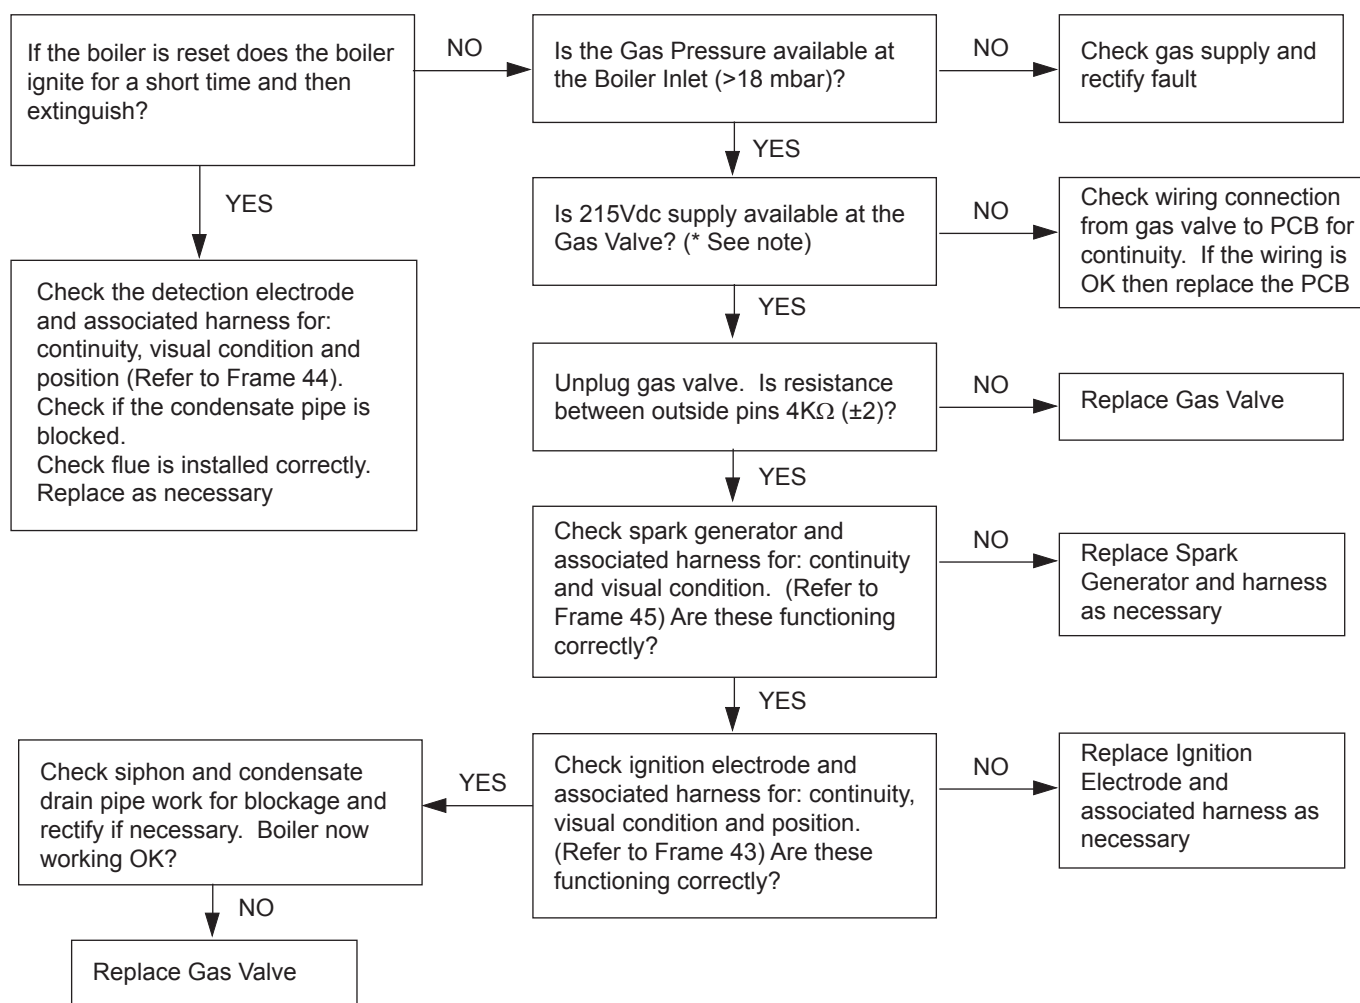 If the boiler is reset does the boiler
ignite for a short time and then
extinguish?
NO
Is the Gas Pressure available at
the Boiler Inlet (>18 mbar)?
NO
Check gas supply and
rectify fault
YES
YES
Is 215Vdc supply available at the
Gas Valve? (* See note)
NO
Check wiring connection
from gas valve to PCB for
continuity.  If the wiring is
OK then replace the PCB
Check the detection electrode
and associated harness for:
continuity, visual condition and
position (Refer to Frame 44).
Check if the condensate pipe is
blocked.
Check flue is installed correctly.
Replace as necessary
YES
Unplug gas valve.  Is resistance
between outside pins 4KΩ (±2)?
NO
Replace Gas Valve
YES
Check spark generator and
associated harness for: continuity
and visual condition.  (Refer to
Frame 45) Are these functioning
correctly?
NO
Replace Spark
Generator and harness
as necessary
YES
Check ignition electrode and
associated harness for: continuity,
visual condition and position.
(Refer to Frame 43) Are these
functioning correctly?
NO
Replace Ignition
Electrode and
associated harness as
necessary
YES
Check siphon and condensate
drain pipe work for blockage and
rectify if necessary.  Boiler now
working OK?
NO
Replace Gas Valve